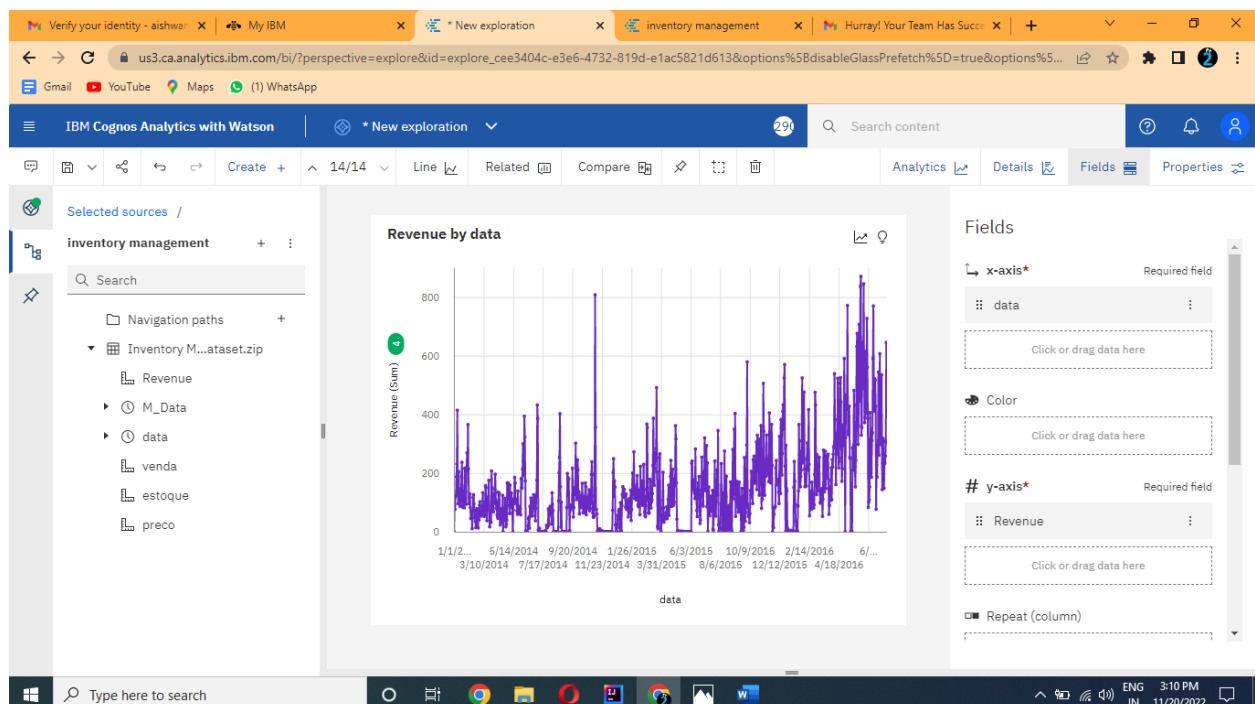 Verify your identity - aishwar
My IBM
* New exploration
inventory management
Hurray! Your Team Has Succe
us3.ca.analytics.ibm.com/bi/?perspective=explore&id=explore_cee3404c-e3e6-4732-819d-e1ac5821d613&options%5BdisableGlassPrefetch%5D=true&options%5...
Gmail YouTube Maps (1) WhatsApp
IBM Cognos Analytics with Watson
* New exploration
290
Search content
Create + 14/14 Line Related Compare
Analytics Details Fields Properties
Selected sources /
inventory management
Search
Navigation paths
Inventory M...ataset.zip
Revenue
M_Data
data
venda
estoque
preco
Revenue by data
800
600
400
200
0
4
Revenue (Sum)
1/1/2... 5/14/2014 9/20/2014 1/26/2015 6/3/2015 10/9/2015 2/14/2016 6/...
3/10/2014 7/17/2014 11/23/2014 3/31/2015 8/6/2015 12/12/2015 4/18/2016
data
Fields
x-axis* Required field
data
Click or drag data here
Color
Click or drag data here
# y-axis* Required field
Revenue
Click or drag data here
Repeat (column)
Type here to search
ENG 3:10 PM
IN 11/20/2022